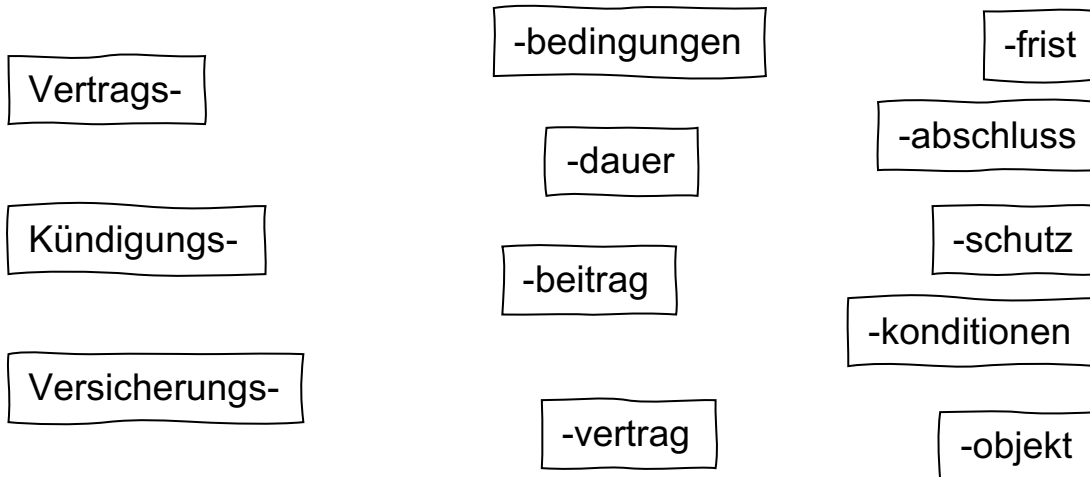 Vertrags-
Kündigungs-
Versicherungs-
-bedingungen
-dauer
-beitrag
-vertrag
-frist
-abschluss
-schutz
-konditionen
-objekt